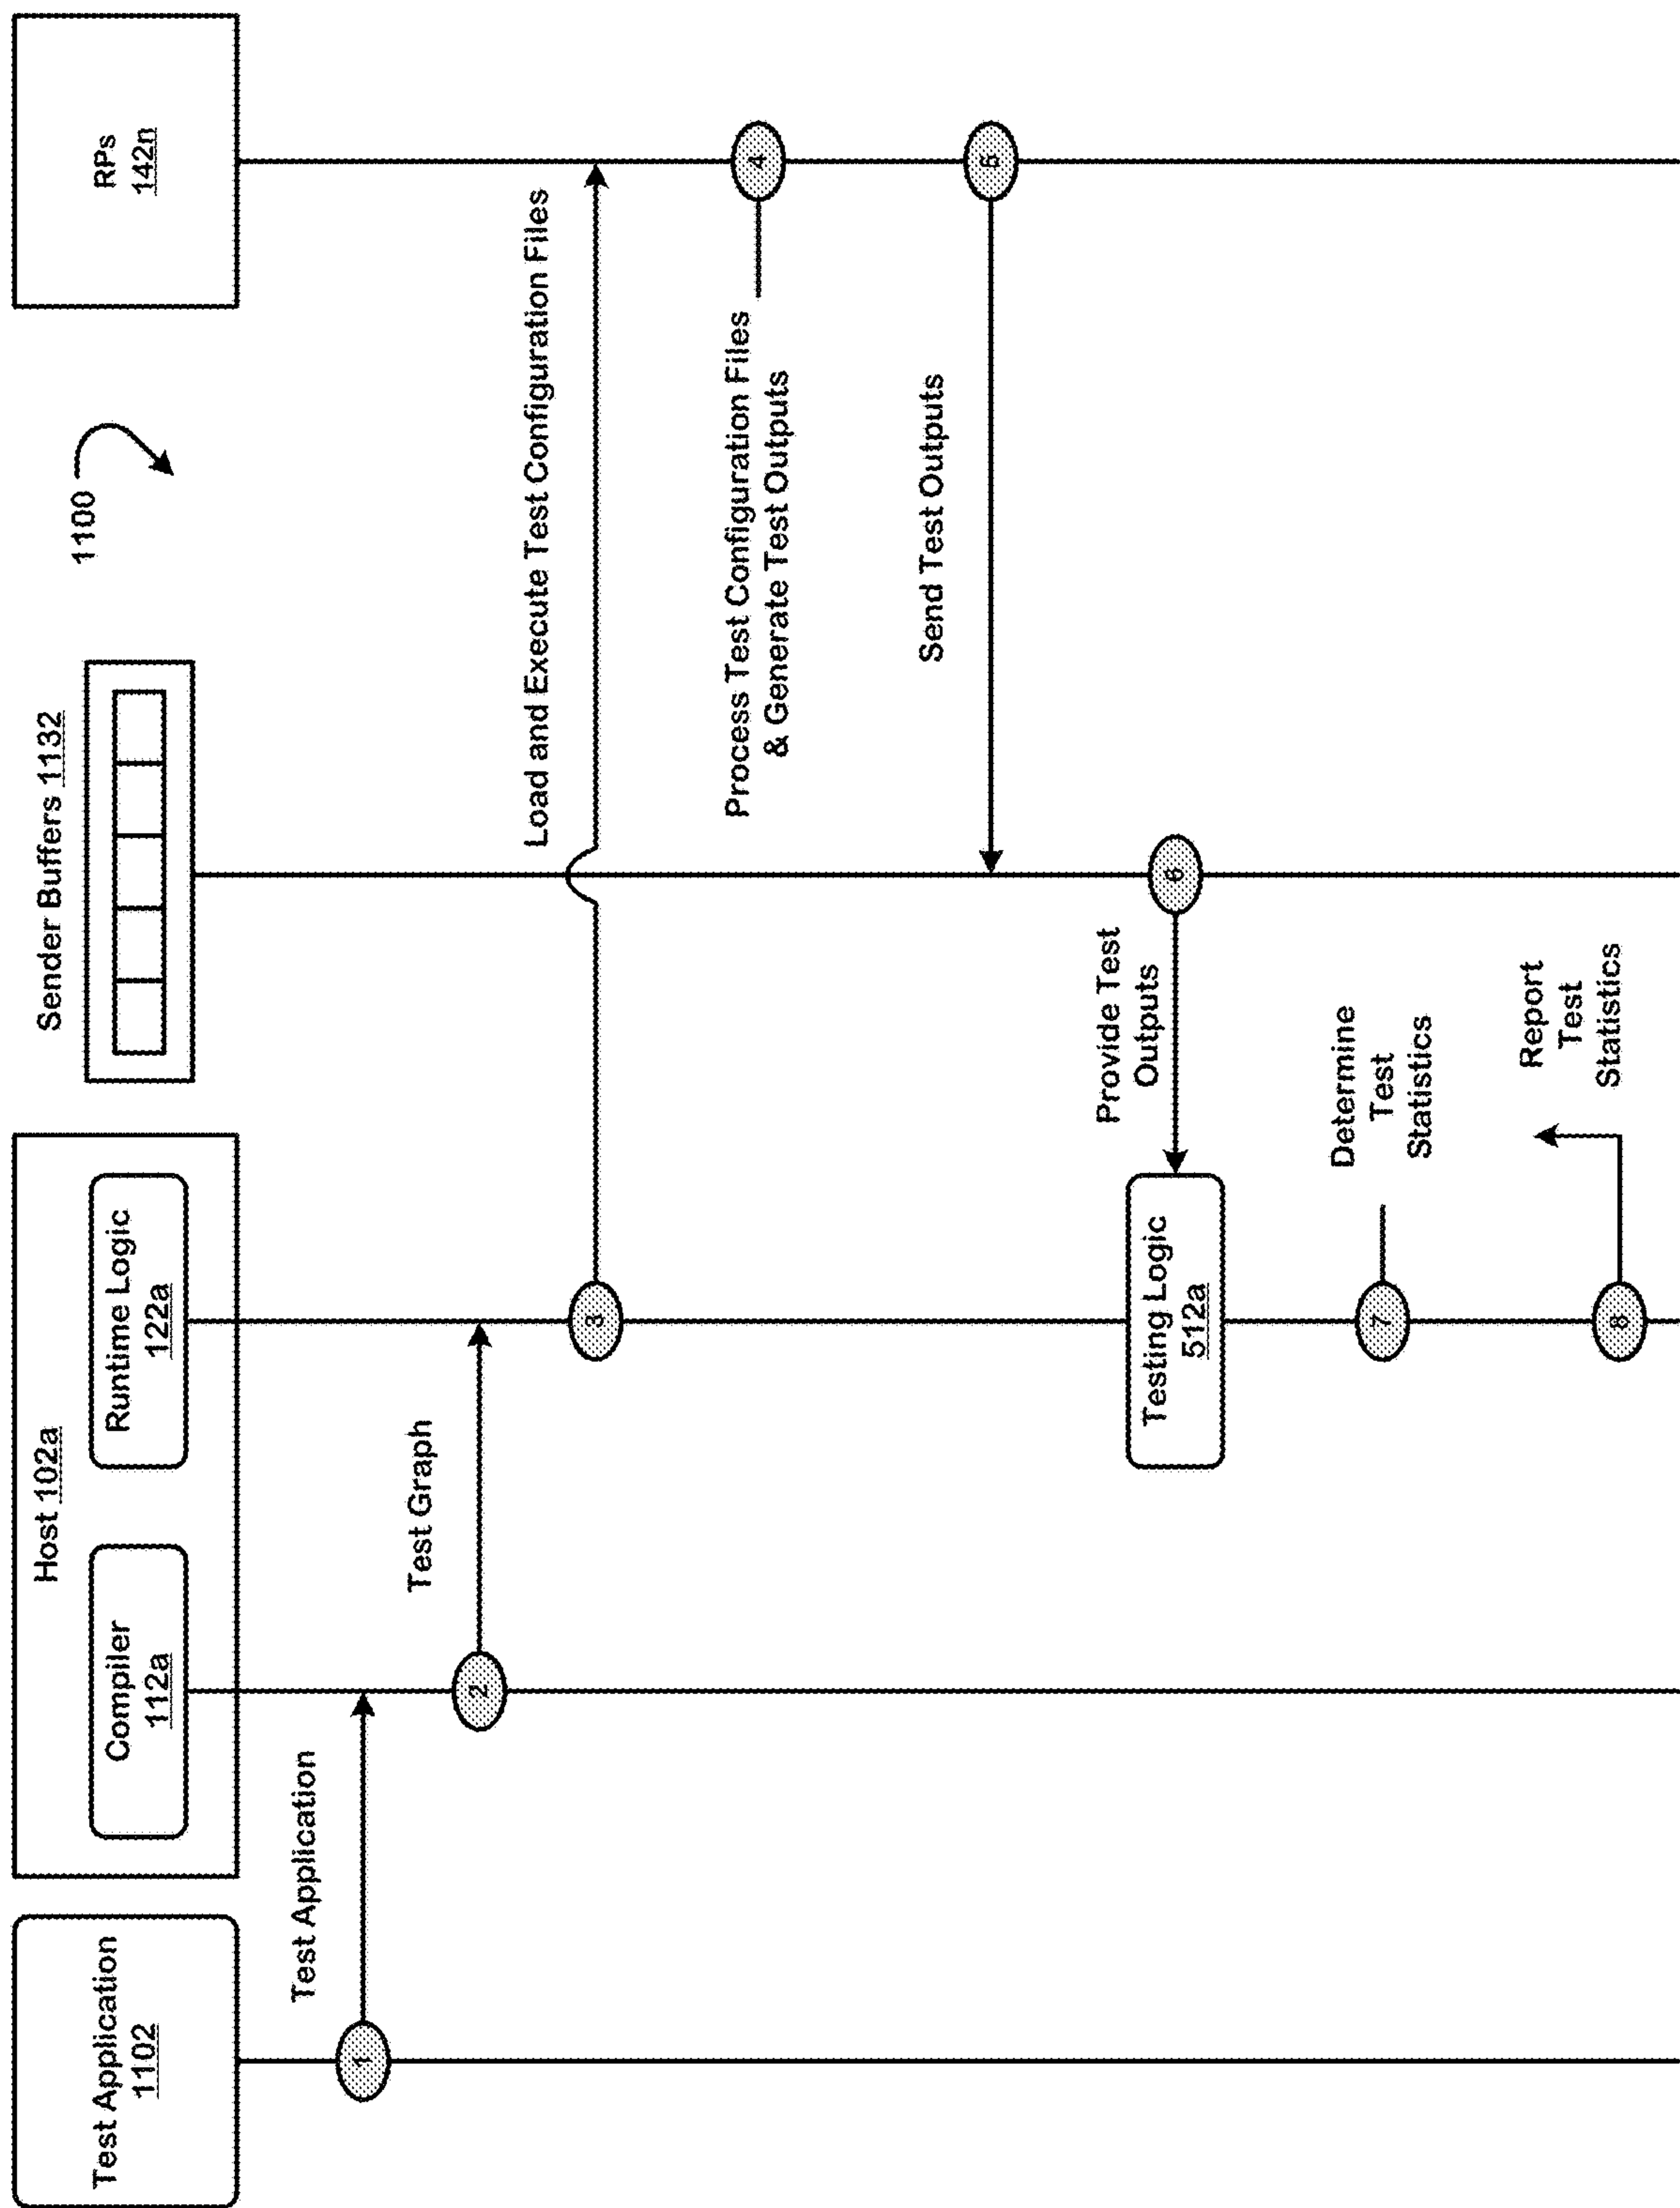 Test Application
1102
Host 102a
Compiler
112a
Runtime Logic
122a
Sender Buffers 1132
1100
RPs
142n
1
Test Application
2
Test Graph
3
Load and Execute Test Configuration Files
4
Process Test Configuration Files
& Generate Test Outputs
5
Send Test Outputs
6
Provide Test
Outputs
Testing Logic
512a
7
Determine
Test
Statistics
8
Report
Test
Statistics